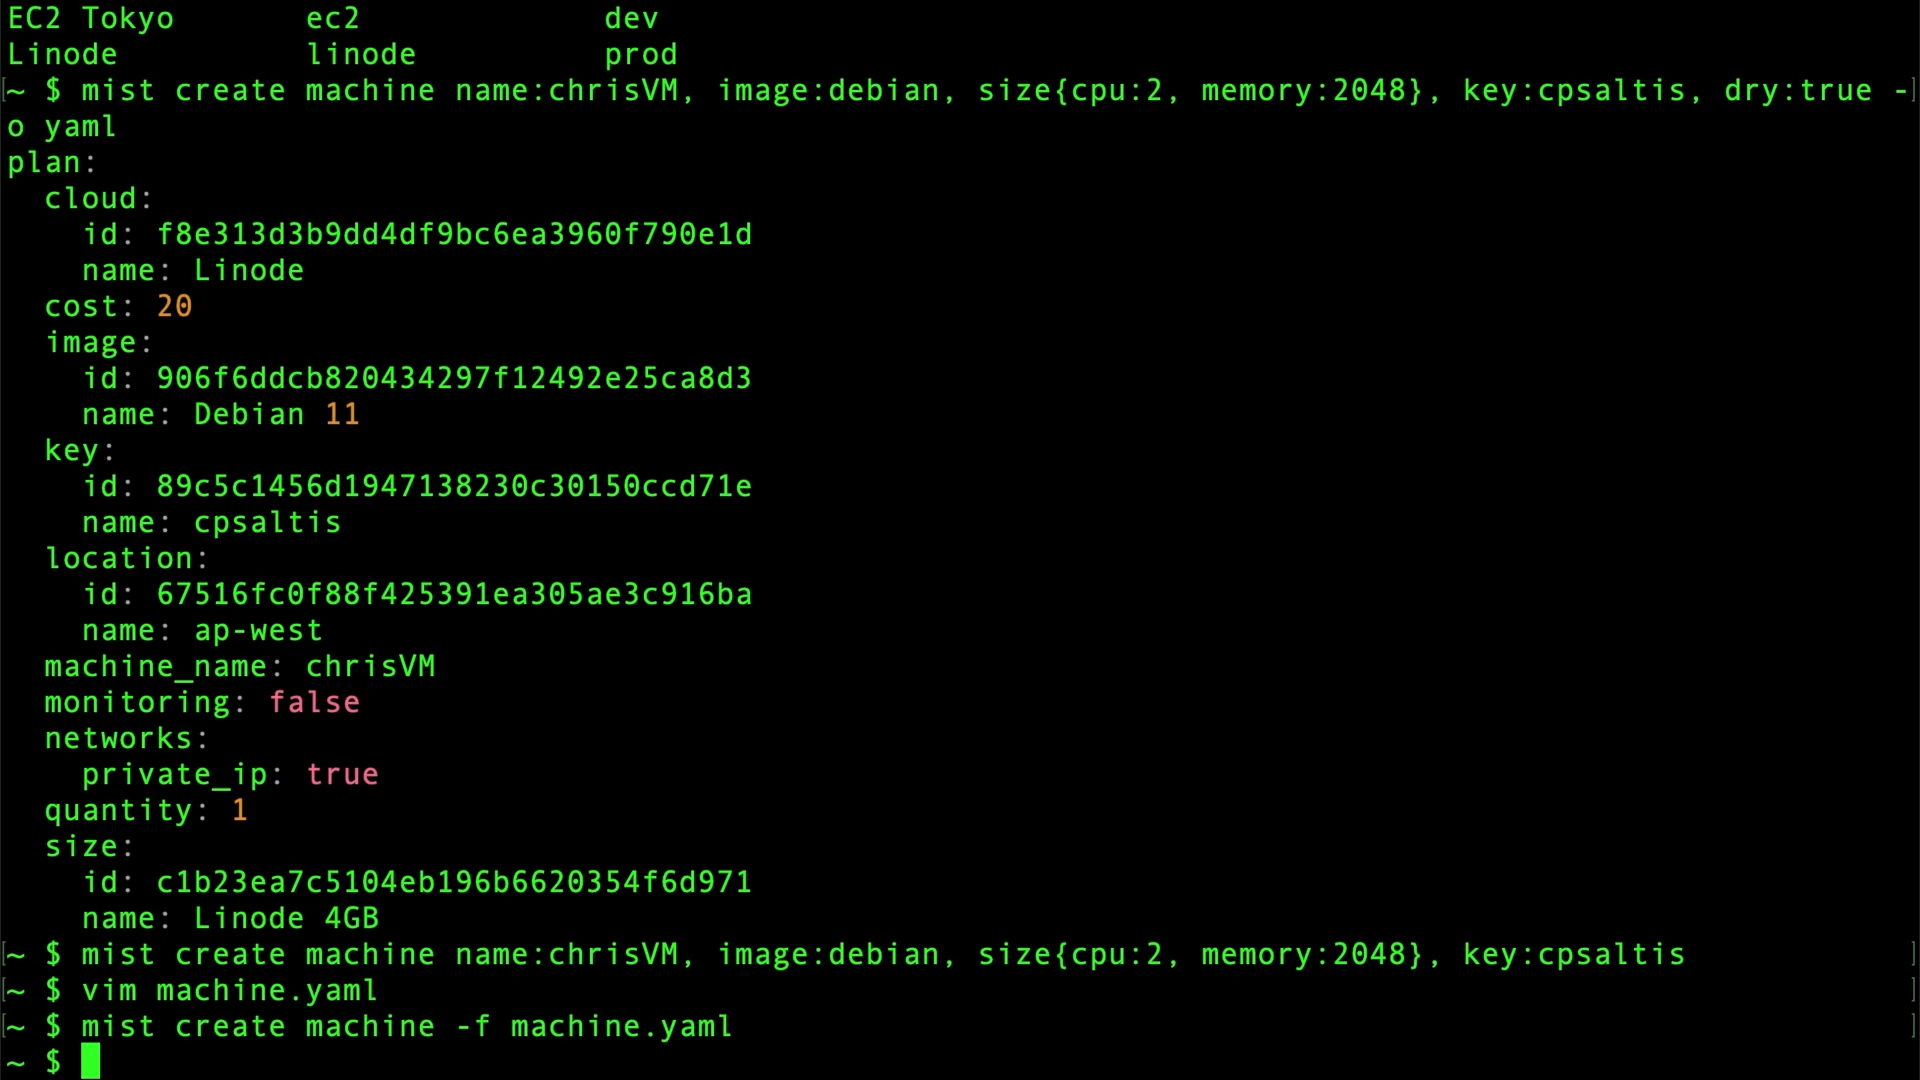 EC2 Tokyo       ec2             dev
Linode          linode          prod
[~ $ mist create machine name:chrisVM, image:debian, size{cpu:2, memory:2048}, key:cpsaltis, dry:true -]
o yaml
plan:
  cloud:
    id: f8e313d3b9dd4df9bc6ea3960f790e1d
    name: Linode
  cost: 20
  image:
    id: 906f6ddcb820434297f12492e25ca8d3
    name: Debian 11
  key:
    id: 89c5c1456d1947138230c30150ccd71e
    name: cpsaltis
  location:
    id: 67516fc0f88f425391ea305ae3c916ba
    name: ap-west
  machine_name: chrisVM
  monitoring: false
  networks:
    private_ip: true
  quantity: 1
  size:
    id: c1b23ea7c5104eb196b6620354f6d971
    name: Linode 4GB
[~ $ mist create machine name:chrisVM, image:debian, size{cpu:2, memory:2048}, key:cpsaltis ]
[~ $ vim machine.yaml ]
[~ $ mist create machine -f machine.yaml ]
~ $